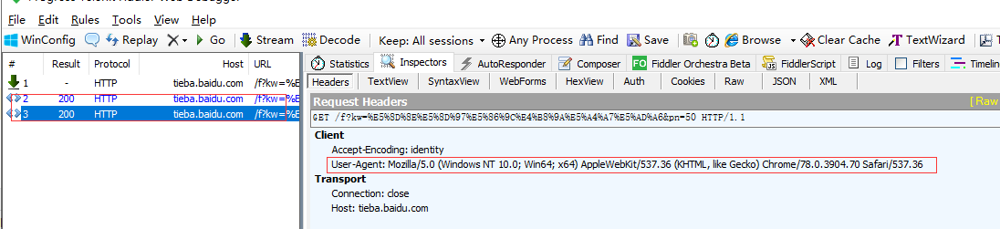 File Edit Rules Tools View Help
WinConfig Replay Go Stream Decode Keep: All sessions Any Process Find Save Browse Clear Cache TextWizard
# Result Protocol Host URL
1 - HTTP tieba.baidu.com /f?kw=%E
2 200 HTTP tieba.baidu.com /f?kw=%E
3 200 HTTP tieba.baidu.com /f?kw=%E
Statistics Inspectors AutoResponder Composer FO Fiddler Orchestra Beta JS FiddlerScript Log Filters Timeline
Headers TextView SyntaxView WebForms HexView Auth Cookies Raw JSON XML
Request Headers [ Raw
GET /f?kw=%E5%8D%8E%E5%8D%97%E5%86%9C%E4%B8%9A%E5%A4%A7%E5%AD%A6&pn=50 HTTP/1.1
Client
Accept-Encoding: identity
User-Agent: Mozilla/5.0 (Windows NT 10.0; Win64; x64) AppleWebKit/537.36 (KHTML, like Gecko) Chrome/78.0.3904.70 Safari/537.36
Transport
Connection: close
Host: tieba.baidu.com